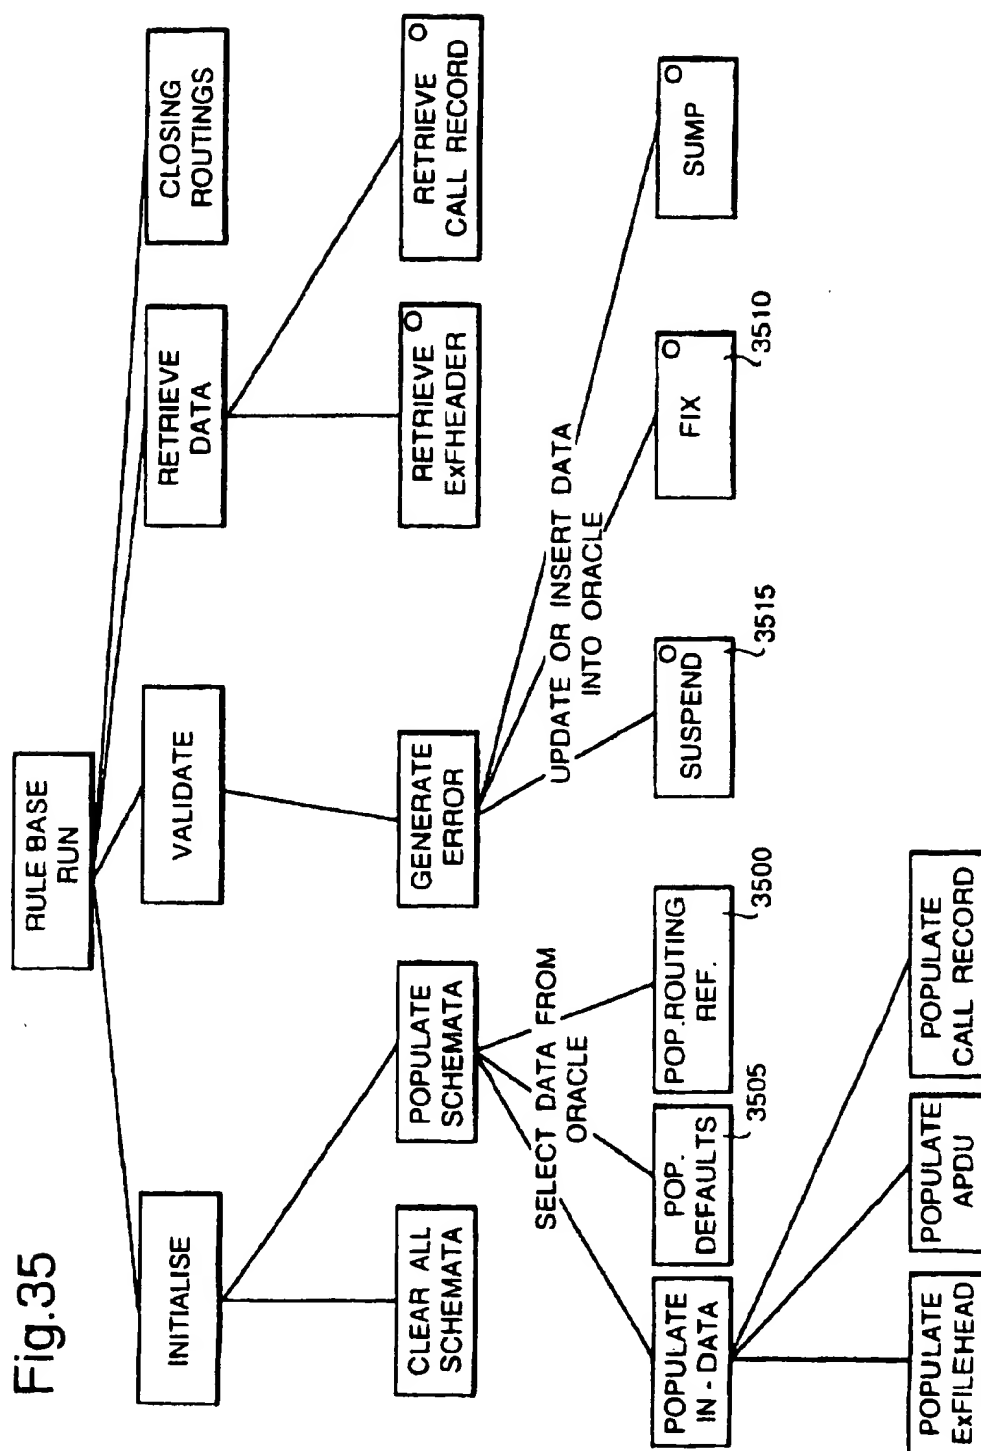 Fig.35
RULE BASE
RUN
INITIALISE
VALIDATE
RETRIEVE
DATA
CLOSING
ROUTINGS
CLEAR ALL
SCHEMATA
POPULATE
SCHEMATA
GENERATE
ERROR
RETRIEVE
ExFHEADER
RETRIEVE
CALL RECORD
SELECT DATA FROM
ORACLE
UPDATE OR INSERT DATA
INTO ORACLE
POPULATE
IN - DATA
POP.
DEFAULTS
3505
POP.ROUTING
REF.
3500
SUSPEND
3515
FIX
3510
SUMP
POPULATE
ExFILEHEAD
POPULATE
APDU
POPULATE
CALL RECORD